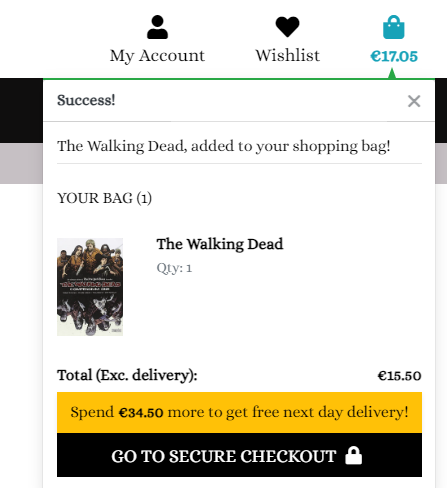 My Account Wishlist €17.05
Success! ×
The Walking Dead, added to your shopping bag!
YOUR BAG (1)
The Walking Dead
Qty: 1
Total (Exc. delivery): €15.50
Spend €34.50 more to get free next day delivery!
GO TO SECURE CHECKOUT